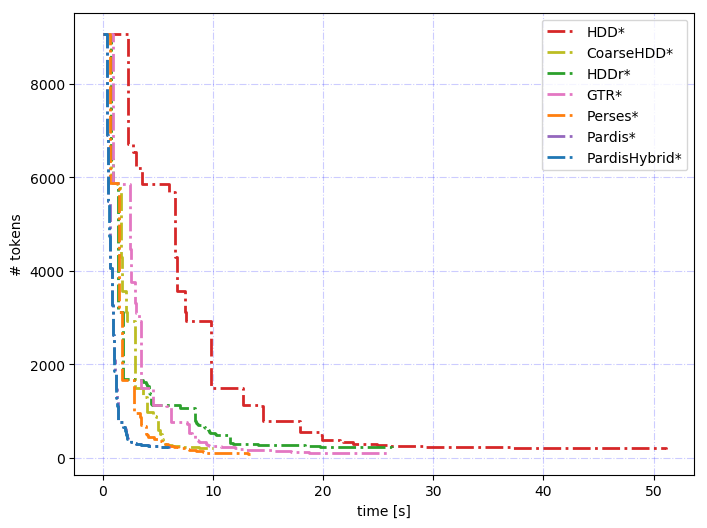 HDD*
CoarseHDD*
HDDr*
GTR*
Perses*
Pardis*
PardisHybrid*
8000
6000
4000
2000
0
# tokens
0 10 20 30 40 50
time [s]